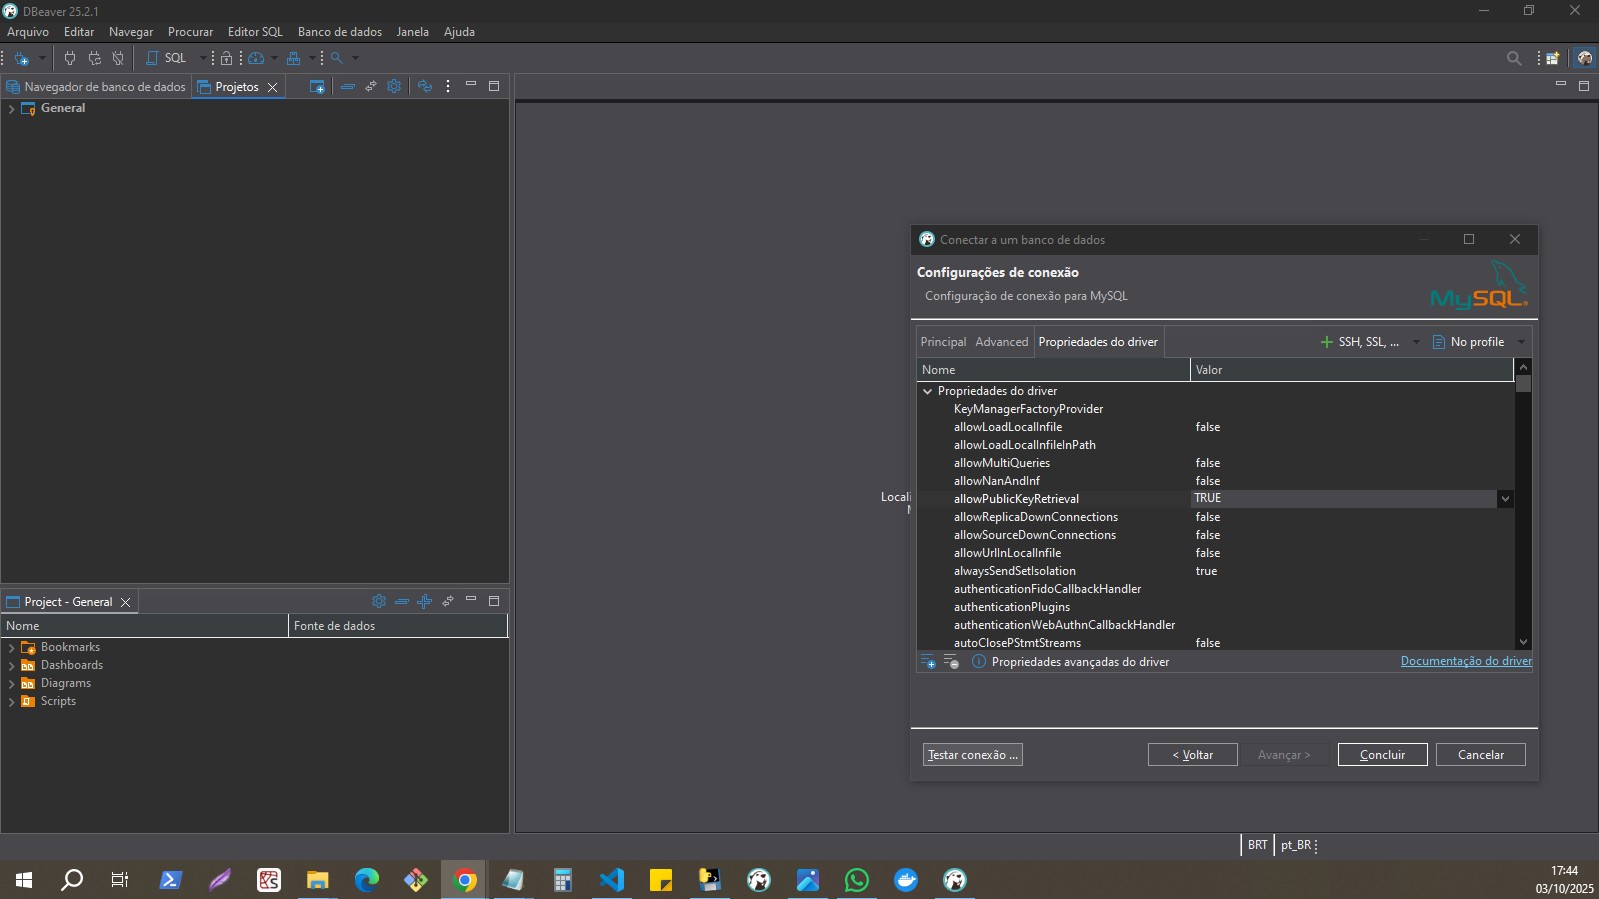 DBeaver 25.2.1
Arquivo Editar Navegar Procurar Editor SQL Banco de dados Janela Ajuda
SQL
Navegador de banco de dados Projetos
General
Conectar a um banco de dados
Configurações de conexão
Configuração de conexão para MySQL
MySQL
Principal Advanced Propriedades do driver SSH, SSL, ... No profile
Nome Valor
Propriedades do driver
KeyManagerFactoryProvider
allowLoadLocalInfile false
allowLoadLocalInfileInPath
allowMultiQueries false
allowNanAndInf false
Locali
allowPublicKeyRetrieval TRUE
allowReplicaDownConnections false
allowSourceDownConnections false
allowUrlInLocalInfile false
alwaysSendSetIsolation true
authenticationFidoCallbackHandler
authenticationPlugins
authenticationWebAuthnCallbackHandler
autoClosePStmtStreams false
Propriedades avançadas do driver Documentação do driver
Testar conexão ... < Voltar Avançar > Concluir Cancelar
Project - General
Nome Fonte de dados
Bookmarks
Dashboards
Diagrams
Scripts
BRT pt_BR
17:44
03/10/2025